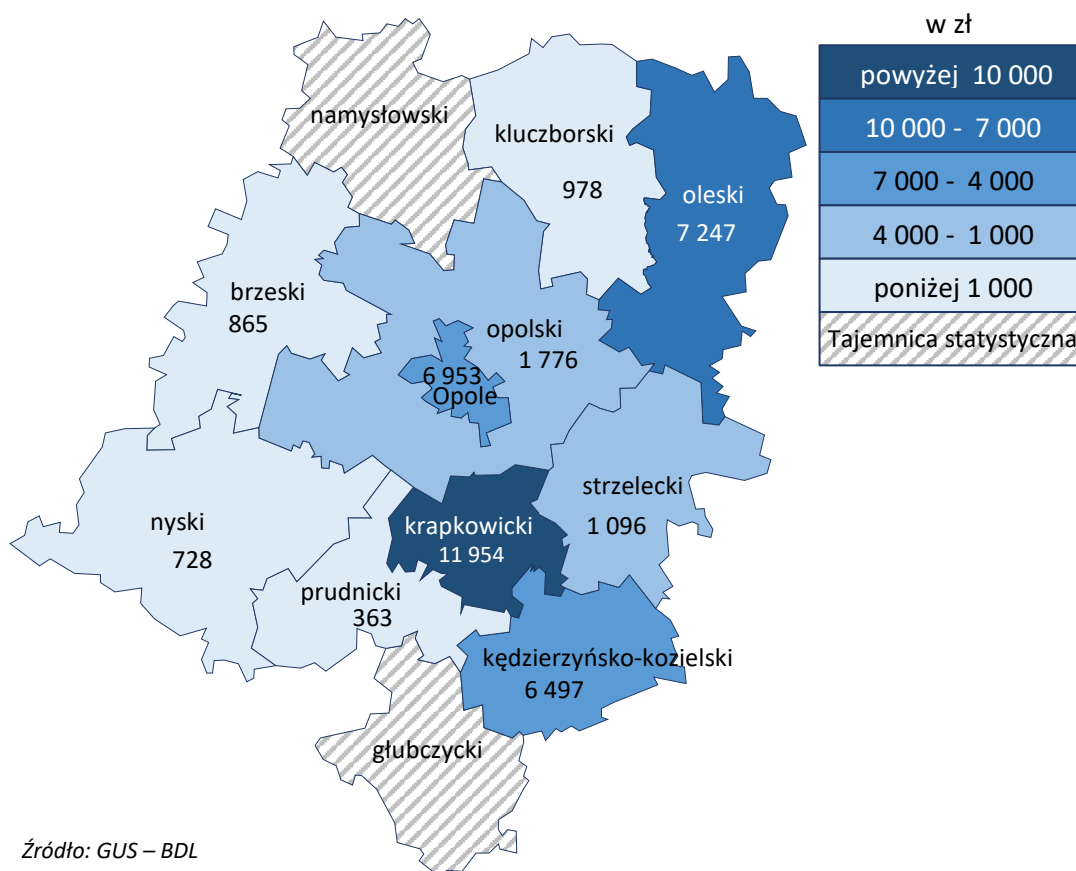 w zł
powyżej 10 000
10 000 - 7 000
7 000 - 4 000
4 000 - 1 000
poniżej 1 000
Tajemnica statystyczna
namysłowski
kluczborski
978
oleski
7 247
brzeski
865
opolski
1 776
6 953
Opole
strzelecki
1 096
nyski
728
krapkowicki
11 954
prudnicki
363
kędzierzyńsko-kozielski
6 497
głubczycki
Źródło: GUS – BDL